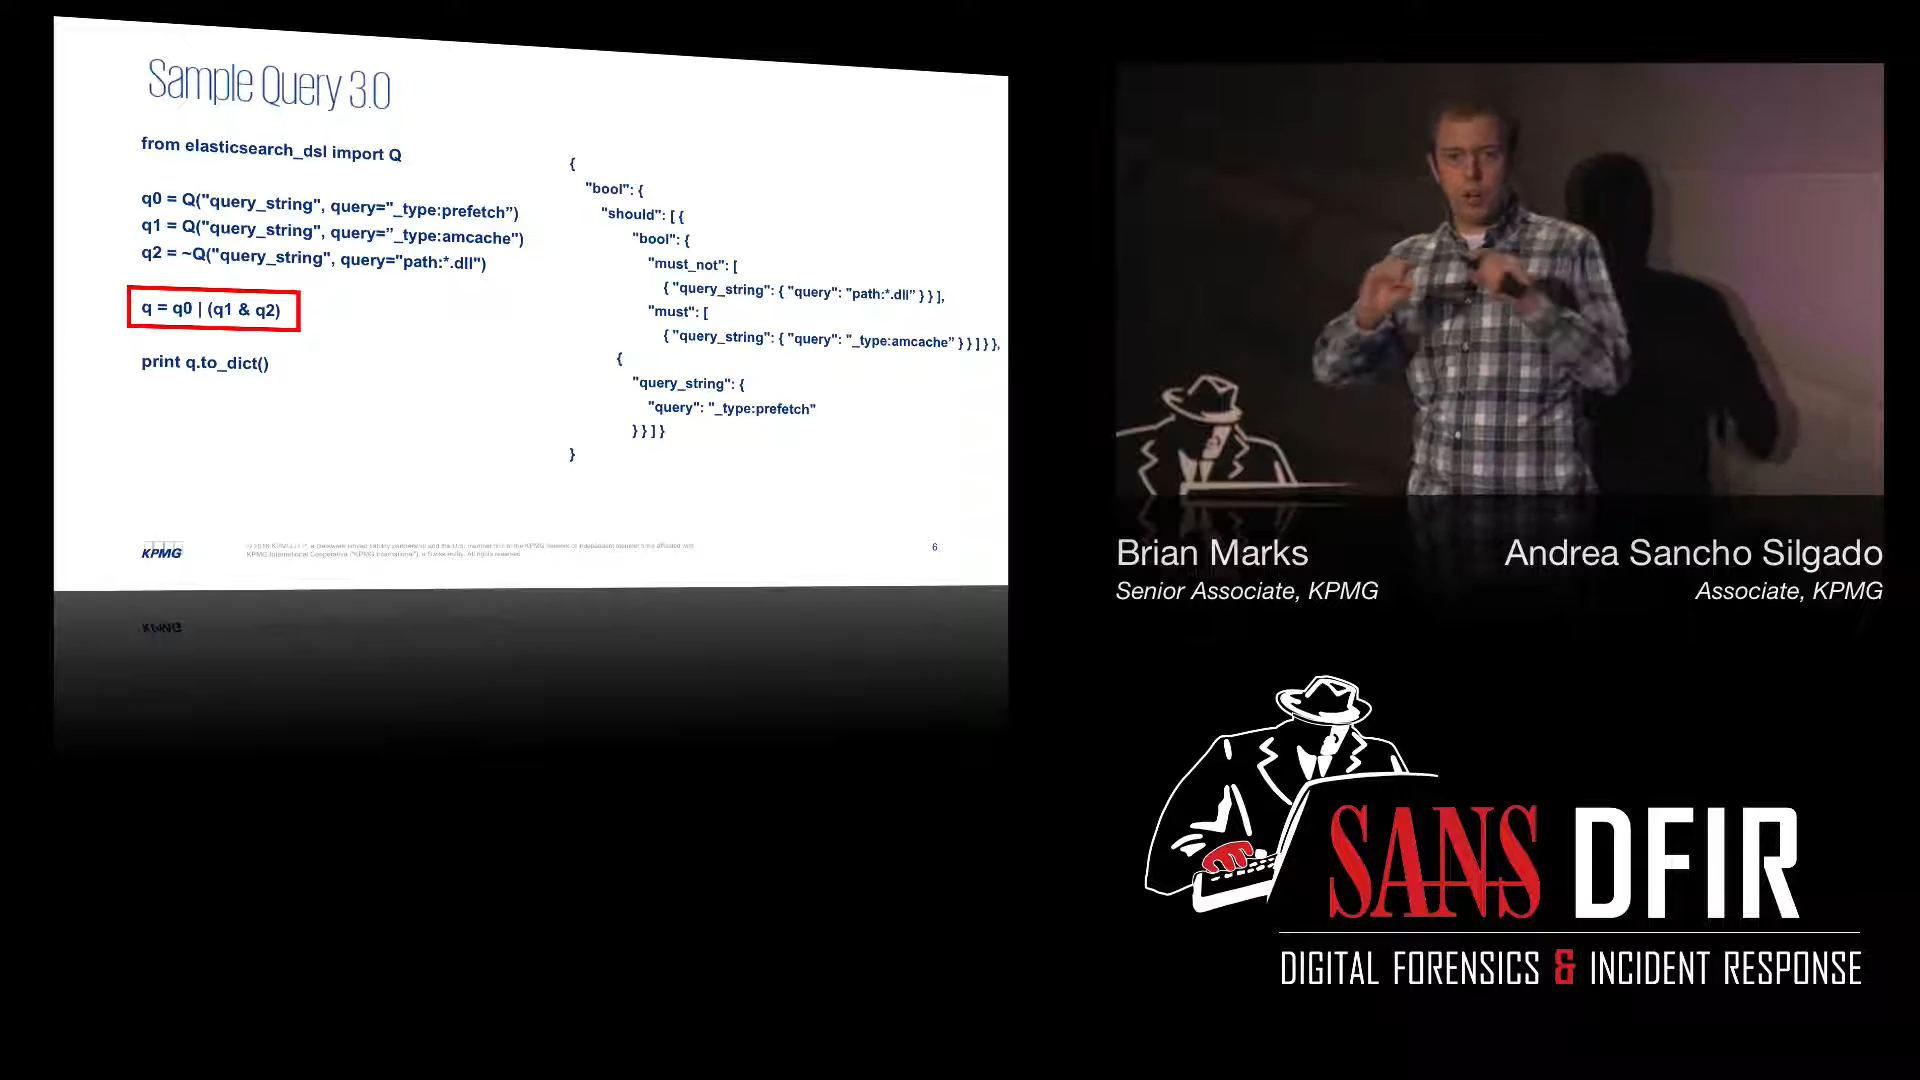 Sample Query 3.0
from elasticsearch_dsl import Q
q0 = Q("query_string", query="_type:prefetch”)
q1 = Q("query_string", query=”_type:amcache")
q2 = ~Q("query_string", query="path:*.dll")
q = q0 | (q1 & q2)
print q.to_dict()
{
"bool": {
"should": [ {
"bool": {
"must_not": [
{ "query_string": { "query": "path:*.dll” } } ],
"must": [
{ "query_string": { "query": "_type:amcache” } } ] } },
{
"query_string": {
"query": "_type:prefetch"
} } ] }
}
KPMG
6
Brian Marks
Senior Associate, KPMG
Andrea Sancho Silgado
Associate, KPMG
SANS DFIR
DIGITAL FORENSICS & INCIDENT RESPONSE